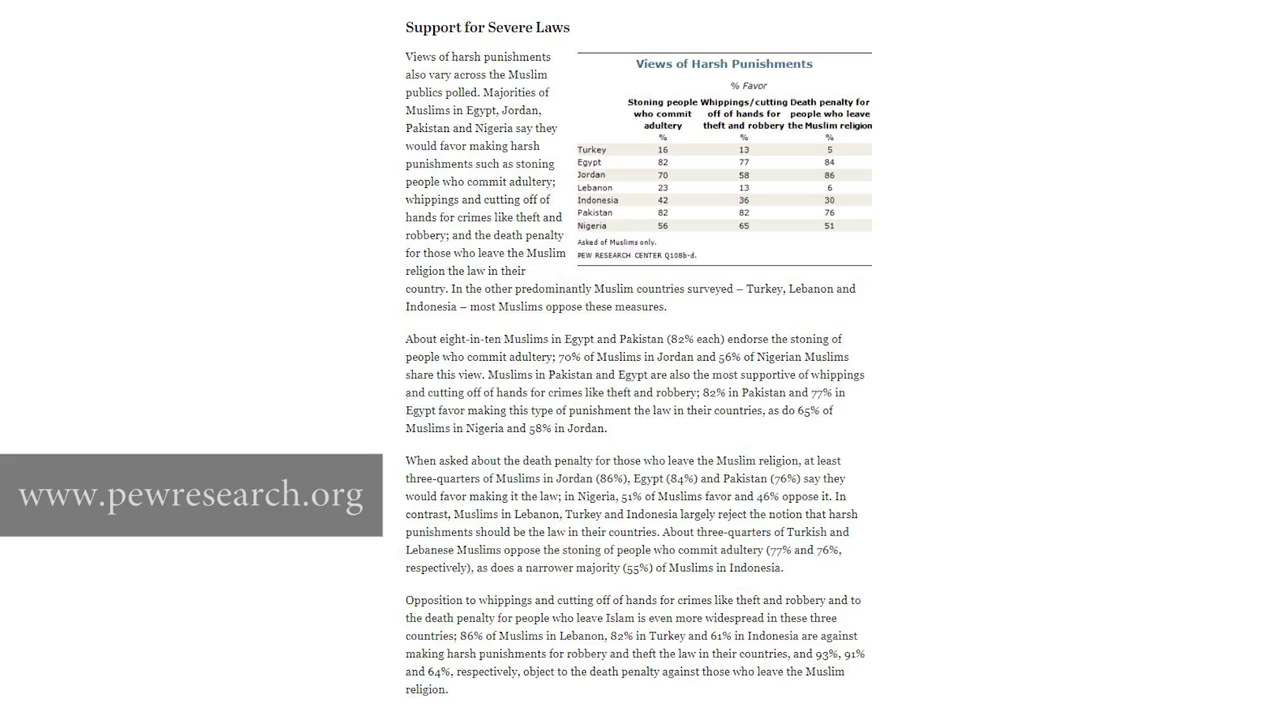 Support for Severe Laws
Views of harsh punishments
also vary across the Muslim
publics polled. Majorities of
Muslims in Egypt, Jordan,
Pakistan and Nigeria say they
would favor making harsh
punishments such as stoning
people who commit adultery;
whippings and cutting off of
hands for crimes like theft and
robbery; and the death penalty
for those who leave the Muslim
religion the law in their
country. In the other predominantly Muslim countries surveyed – Turkey, Lebanon and
Indonesia – most Muslims oppose these measures.
Views of Harsh Punishments
% Favor
Stoning people Whippings/cutting Death penalty for
who commit off of hands for people who leave
adultery theft and robbery the Muslim religion
% % %
Turkey 16 13 5
Egypt 82 77 84
Jordan 70 58 86
Lebanon 23 13 6
Indonesia 42 36 30
Pakistan 82 82 76
Nigeria 56 65 51
Asked of Muslims only.
PEW RESEARCH CENTER Q108b-d.
About eight-in-ten Muslims in Egypt and Pakistan (82% each) endorse the stoning of
people who commit adultery; 70% of Muslims in Jordan and 56% of Nigerian Muslims
share this view. Muslims in Pakistan and Egypt are also the most supportive of whippings
and cutting off of hands for crimes like theft and robbery; 82% in Pakistan and 77% in
Egypt favor making this type of punishment the law in their countries, as do 65% of
Muslims in Nigeria and 58% in Jordan.
When asked about the death penalty for those who leave the Muslim religion, at least
three-quarters of Muslims in Jordan (86%), Egypt (84%) and Pakistan (76%) say they
would favor making it the law; in Nigeria, 51% of Muslims favor and 46% oppose it. In
contrast, Muslims in Lebanon, Turkey and Indonesia largely reject the notion that harsh
punishments should be the law in their countries. About three-quarters of Turkish and
Lebanese Muslims oppose the stoning of people who commit adultery (77% and 76%,
respectively), as does a narrower majority (55%) of Muslims in Indonesia.
Opposition to whippings and cutting off of hands for crimes like theft and robbery and to
the death penalty for people who leave Islam is even more widespread in these three
countries; 86% of Muslims in Lebanon, 82% in Turkey and 61% in Indonesia are against
making harsh punishments for robbery and theft the law in their countries, and 93%, 91%
and 64%, respectively, object to the death penalty against those who leave the Muslim
religion.
www.pewresearch.org